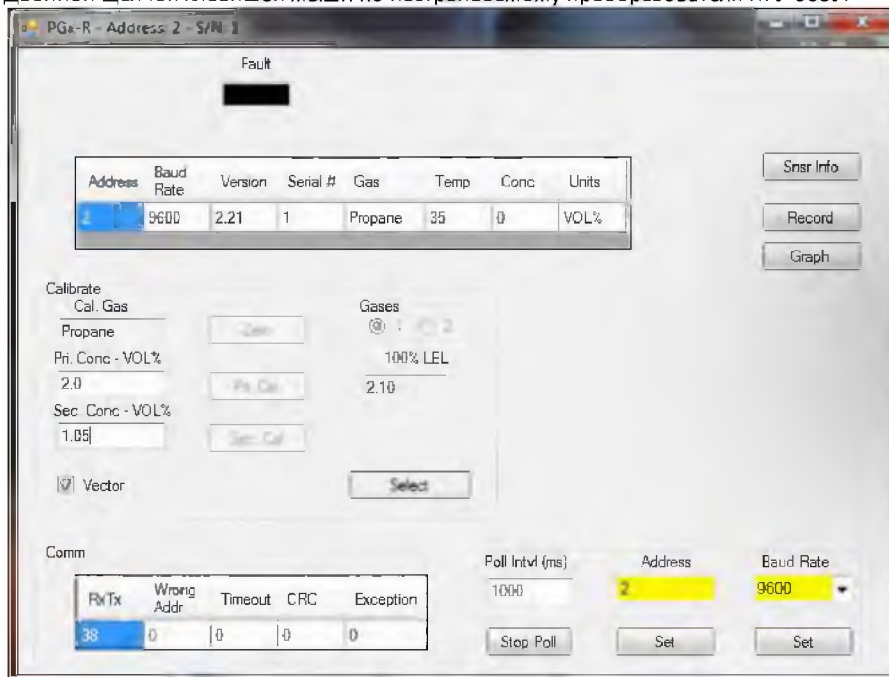 PGx-R - Address: 2 - S/N: 1
Fault
Address Baud Rate Version Serial # Gas Temp Conc Units
2 9600 2.21 1 Propane 35 0 VOL%
Snsr Info
Record
Graph
Calibrate
Cal. Gas
Propane
Zero
Pri. Conc - VOL%
2.0
Pri. Cal
Sec. Conc - VOL%
1.05
Sec. Cal
Vector
Gases
1 2
100% LEL
2.10
Select
Comm
RxTx Wrong Addr Timeout CRC Exception
38 0 0 0 0
Poll Intvl (ms) Address Baud Rate
1000 2 9600
Stop Poll Set Set